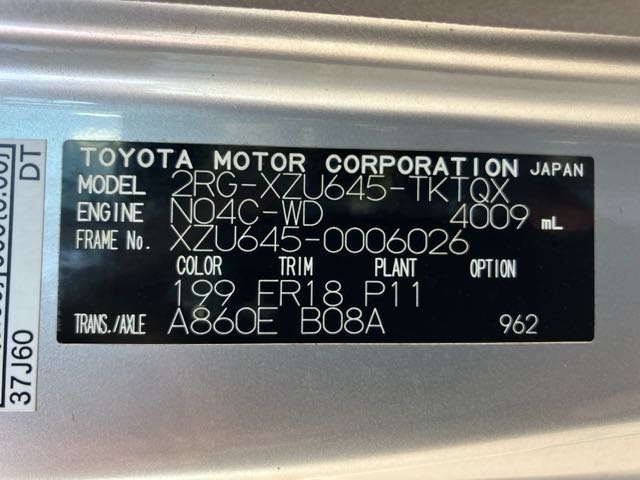 TOYOTA MOTOR CORPORATION JAPAN
MODEL 2RG-XZU645-TKTQX
ENGINE N04C-WD 4009 mL
FRAME No. XZU645-0006026
COLOR TRIM PLANT OPTION
199 FR18 P11
TRANS./AXLE A860E B08A 962
DT
37J60